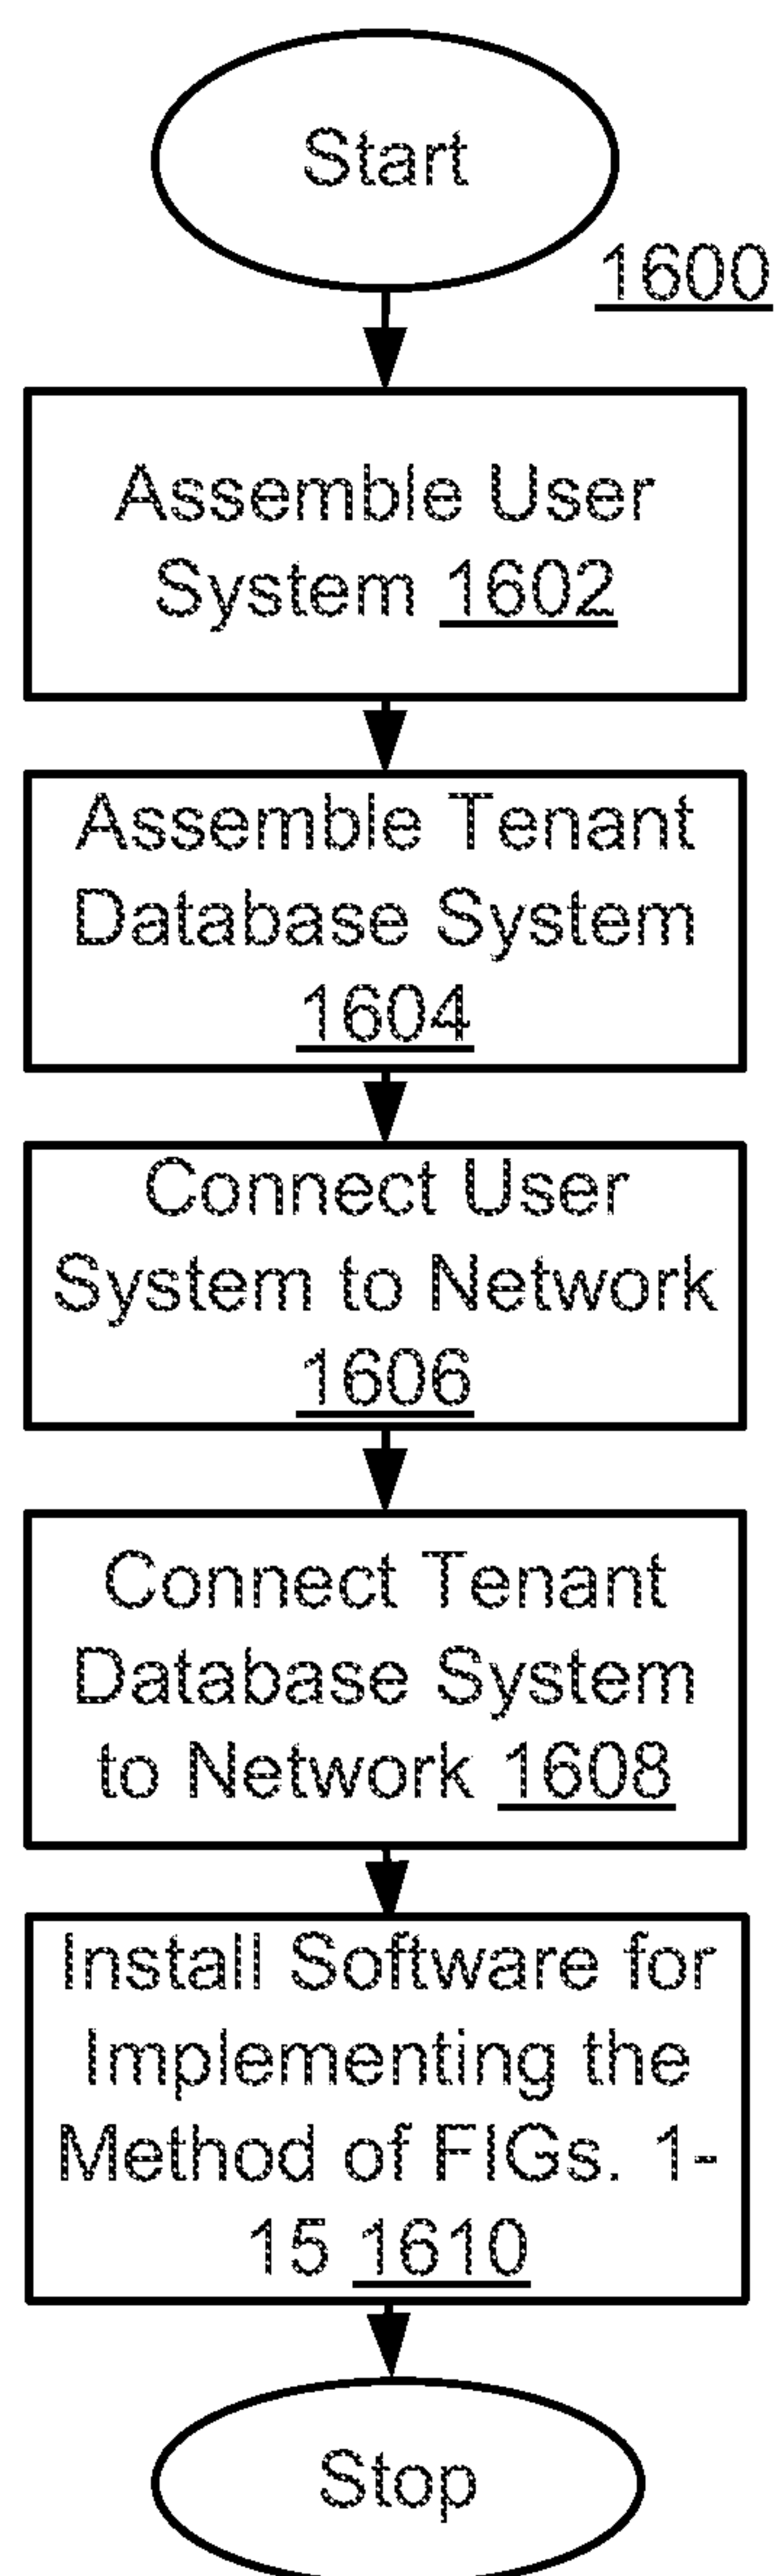 Start
1600
Assemble User
System 1602
Assemble Tenant
Database System
1604
Connect User
System to Network
1606
Connect Tenant
Database System
to Network 1608
Install Software for
Implementing the
Method of FIGs. 1-
15 1610
Stop